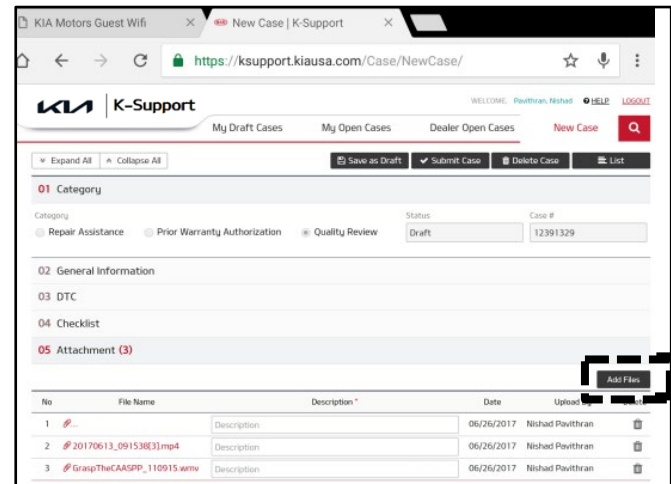 KIA Motors Guest Wifi
New Case | K-Support
https://ksupport.kiausa.com/Case/NewCase/
KIA K-Support
WELCOME, Pavithran, Nishad HELP LOGOUT
My Draft Cases My Open Cases Dealer Open Cases New Case
Expand All Collapse All Save as Draft Submit Case Delete Case List
01 Category
Category Status Case #
Repair Assistance Prior Warranty Authorization Quality Review Draft 12391329
02 General Information
03 DTC
04 Checklist
05 Attachment (3)
Add Files
No File Name Description * Date Upload By Delete
1 ... Description 06/26/2017 Nishad Pavithran
2 20170613_091538[3].mp4 Description 06/26/2017 Nishad Pavithran
3 GraspTheCAASPP_110915.wmv Description 06/26/2017 Nishad Pavithran